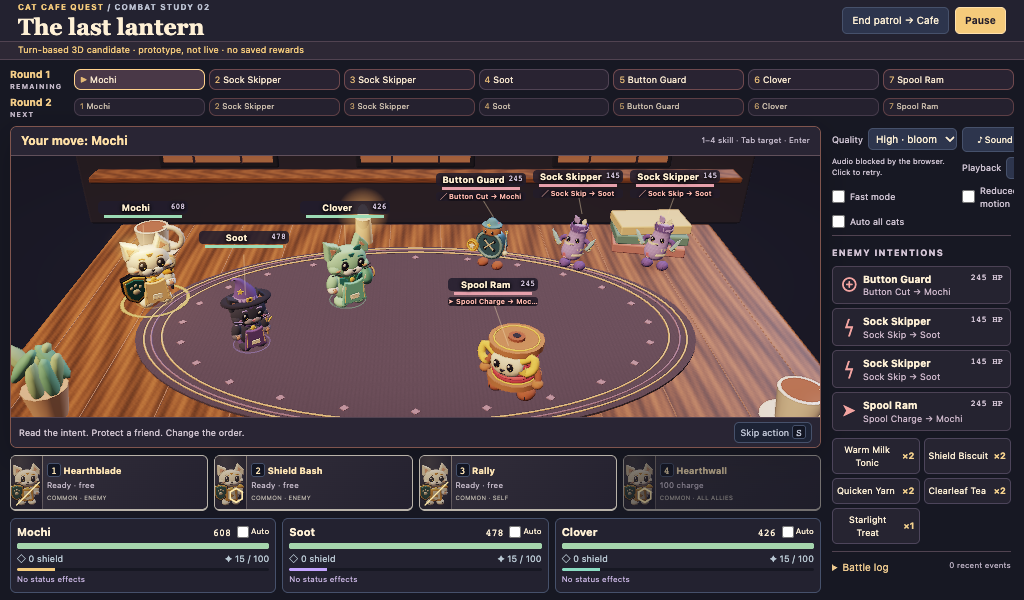 CAT CAFE QUEST / COMBAT STUDY 02
The last lantern
End patrol → Cafe
Pause
Turn-based 3D candidate · prototype, not live · no saved rewards
Round 1
REMAINING
▶ Mochi
2 Sock Skipper
3 Sock Skipper
4 Soot
5 Button Guard
6 Clover
7 Spool Ram
Round 2
NEXT
1 Mochi
2 Sock Skipper
3 Sock Skipper
4 Soot
5 Button Guard
6 Clover
7 Spool Ram
Your move: Mochi
1–4 skill · Tab target · Enter
Mochi 608
Soot 478
Clover 426
Button Guard 245
Button Cut → Mochi
Sock Skipper 145
Sock Skip → Soot
Sock Skipper 145
Sock Skip → Soot
Spool Ram 245
Spool Charge → Moc...
Read the intent. Protect a friend. Change the order.
Skip action S
1 Hearthblade
Ready · free
COMMON · ENEMY
2 Shield Bash
Ready · free
COMMON · ENEMY
3 Rally
Ready · free
COMMON · SELF
4 Hearthwall
100 charge
COMMON · ALL ALLIES
Mochi 608 Auto
◇ 0 shield ✦ 15 / 100
No status effects
Soot 478 Auto
◇ 0 shield ✦ 15 / 100
No status effects
Clover 426 Auto
◇ 0 shield ✦ 15 / 100
No status effects
Quality High · bloom
♪ Sound
Audio blocked by the browser.
Click to retry.
Playback
Fast mode
Reduce
motion
Auto all cats
ENEMY INTENTIONS
Button Guard 245 HP
Button Cut → Mochi
Sock Skipper 145 HP
Sock Skip → Soot
Sock Skipper 145 HP
Sock Skip → Soot
Spool Ram 245 HP
Spool Charge → Mochi
Warm Milk
Tonic ×2
Shield Biscuit ×2
Quicken Yarn ×2
Clearleaf Tea ×2
Starlight
Treat ×1
▶ Battle log 0 recent events